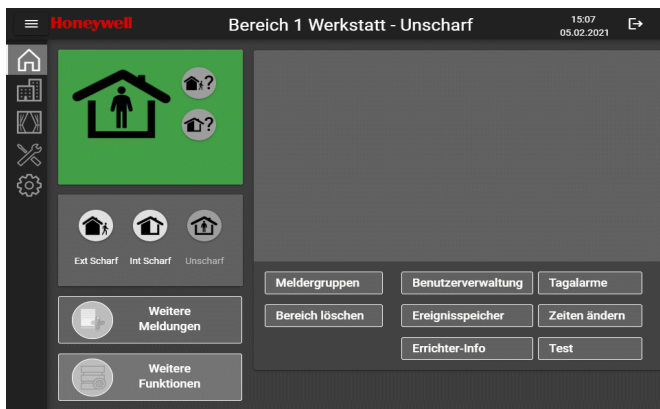 Honeywell
Bereich 1 Werkstatt - Unscharf
15:07
05.02.2021
?
?
Ext Scharf
Int Scharf
Unscharf
Weitere
Meldungen
Weitere
Funktionen
Meldergruppen
Benutzerverwaltung
Tagalarme
Bereich löschen
Ereignisspeicher
Zeiten ändern
Errichter-Info
Test